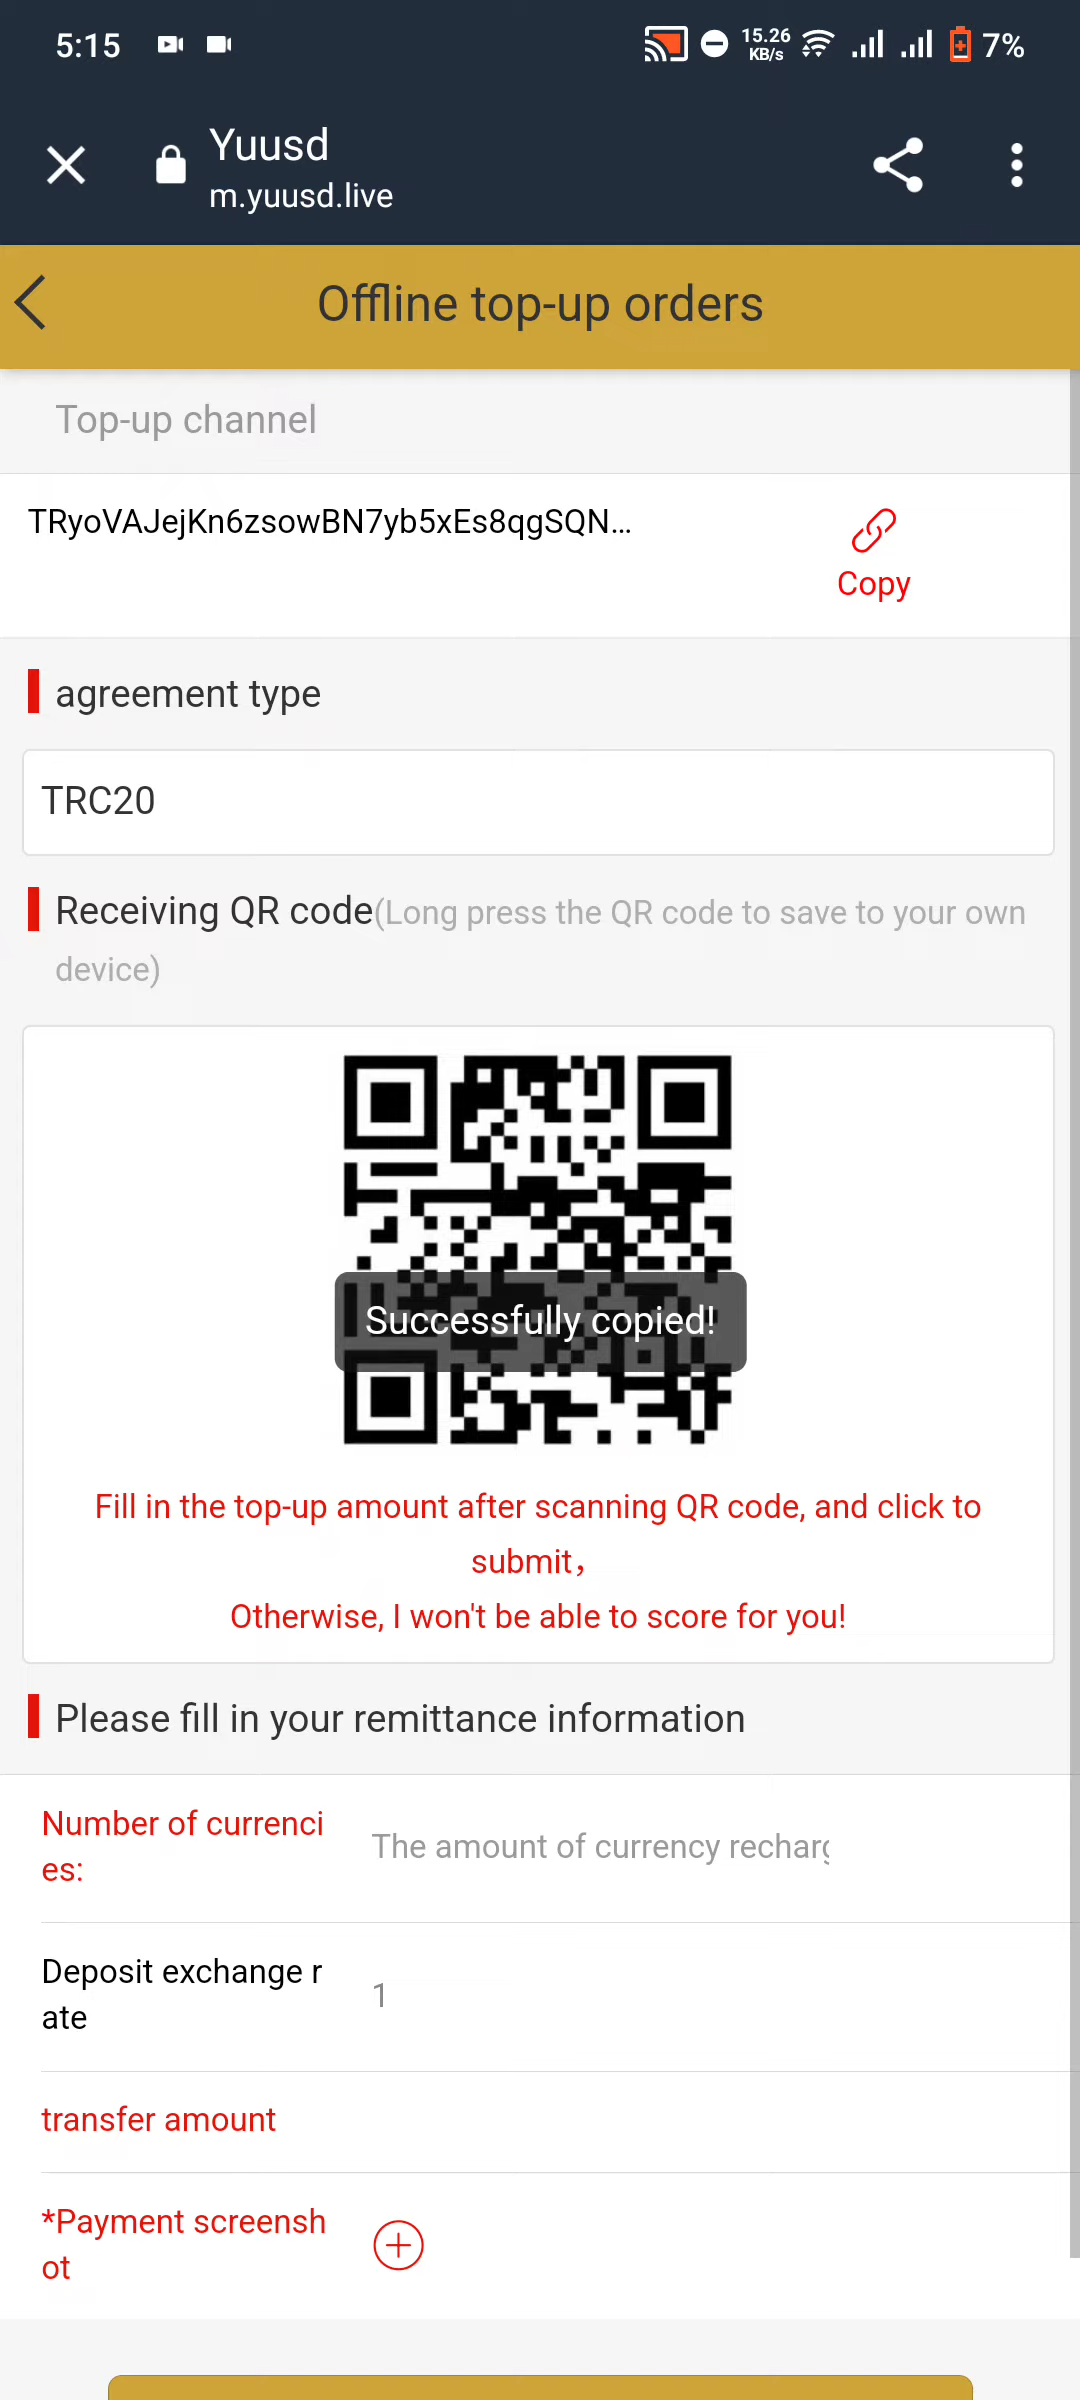 5:15
15.26
KB/s
7%
Yuusd
m.yuusd.live
Offline top-up orders
Top-up channel
TRyoVAJejKn6zsowBN7yb5xEs8qgSQN...
Copy
agreement type
TRC20
Receiving QR code(Long press the QR code to save to your own
device)
Successfully copied!
Fill in the top-up amount after scanning QR code, and click to
submit，
Otherwise, I won't be able to score for you!
Please fill in your remittance information
Number of currenci
es:
The amount of currency recharg
Deposit exchange r
ate
1
transfer amount
*Payment screensh
ot